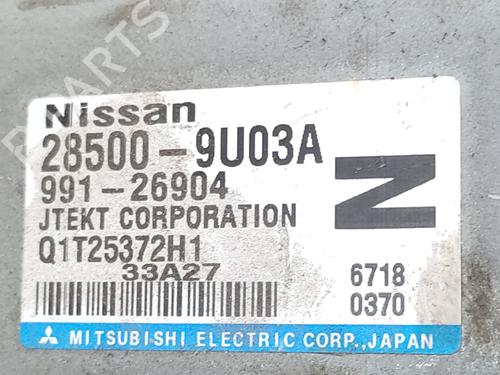 Nissan
28500-9U03A
991-26904
JTEKT CORPORATION
Q1T25372H1
33A27
N
6718
0370
MITSUBISHI ELECTRIC CORP.,JAPAN